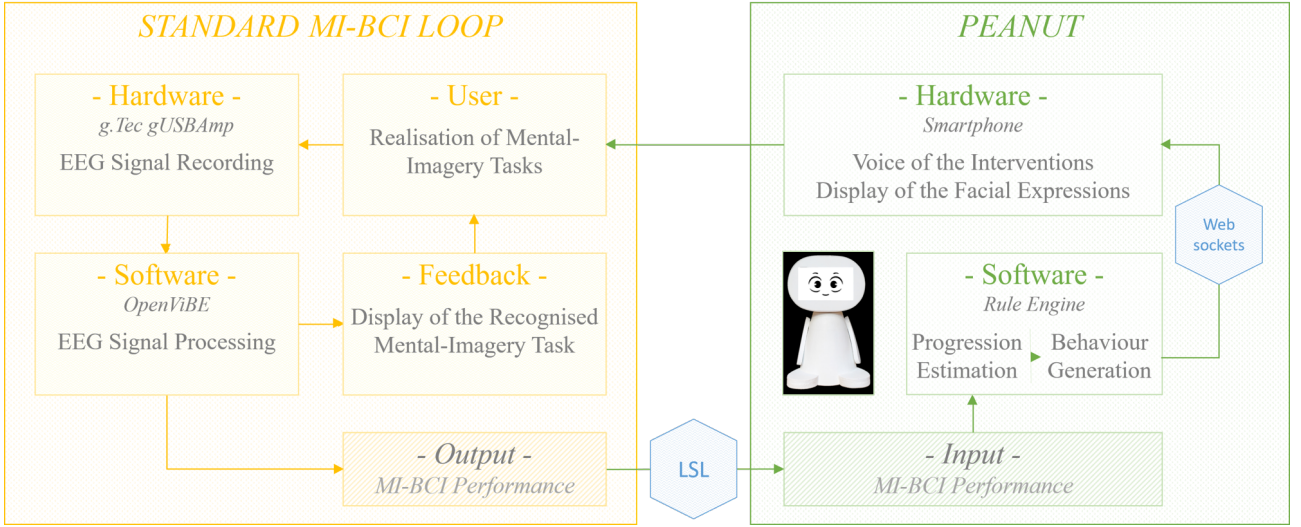 STANDARD MI-BCI LOOP
- Hardware -
g.Tec gUSBAmp
EEG Signal Recording
- User -
Realisation of Mental-
Imagery Tasks
- Software -
OpenViBE
EEG Signal Processing
- Feedback -
Display of the Recognised
Mental-Imagery Task
- Output -
MI-BCI Performance
LSL
PEANUT
- Hardware -
Smartphone
Voice of the Interventions
Display of the Facial Expressions
Web
sockets
- Software -
Rule Engine
Progression
Estimation
Behaviour
Generation
- Input -
MI-BCI Performance